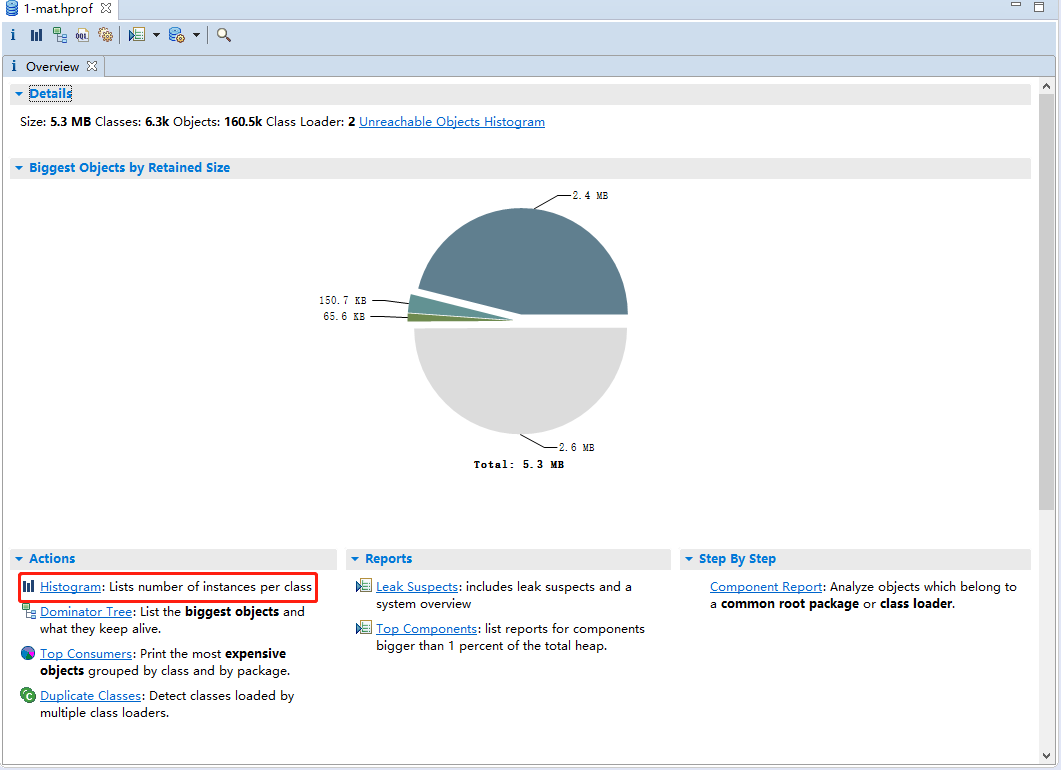 1-mat.hprof
OQL
i Overview
Details
Size: 5.3 MB Classes: 6.3k Objects: 160.5k Class Loader: 2 Unreachable Objects Histogram
Biggest Objects by Retained Size
2.4 MB
150.7 KB
65.6 KB
2.6 MB
Total: 5.3 MB
Actions
Histogram: Lists number of instances per class
Dominator Tree: List the biggest objects and
what they keep alive.
Top Consumers: Print the most expensive
objects grouped by class and by package.
Duplicate Classes: Detect classes loaded by
multiple class loaders.
Reports
Leak Suspects: includes leak suspects and a
system overview
Top Components: list reports for components
bigger than 1 percent of the total heap.
Step By Step
Component Report: Analyze objects which belong to
a common root package or class loader.